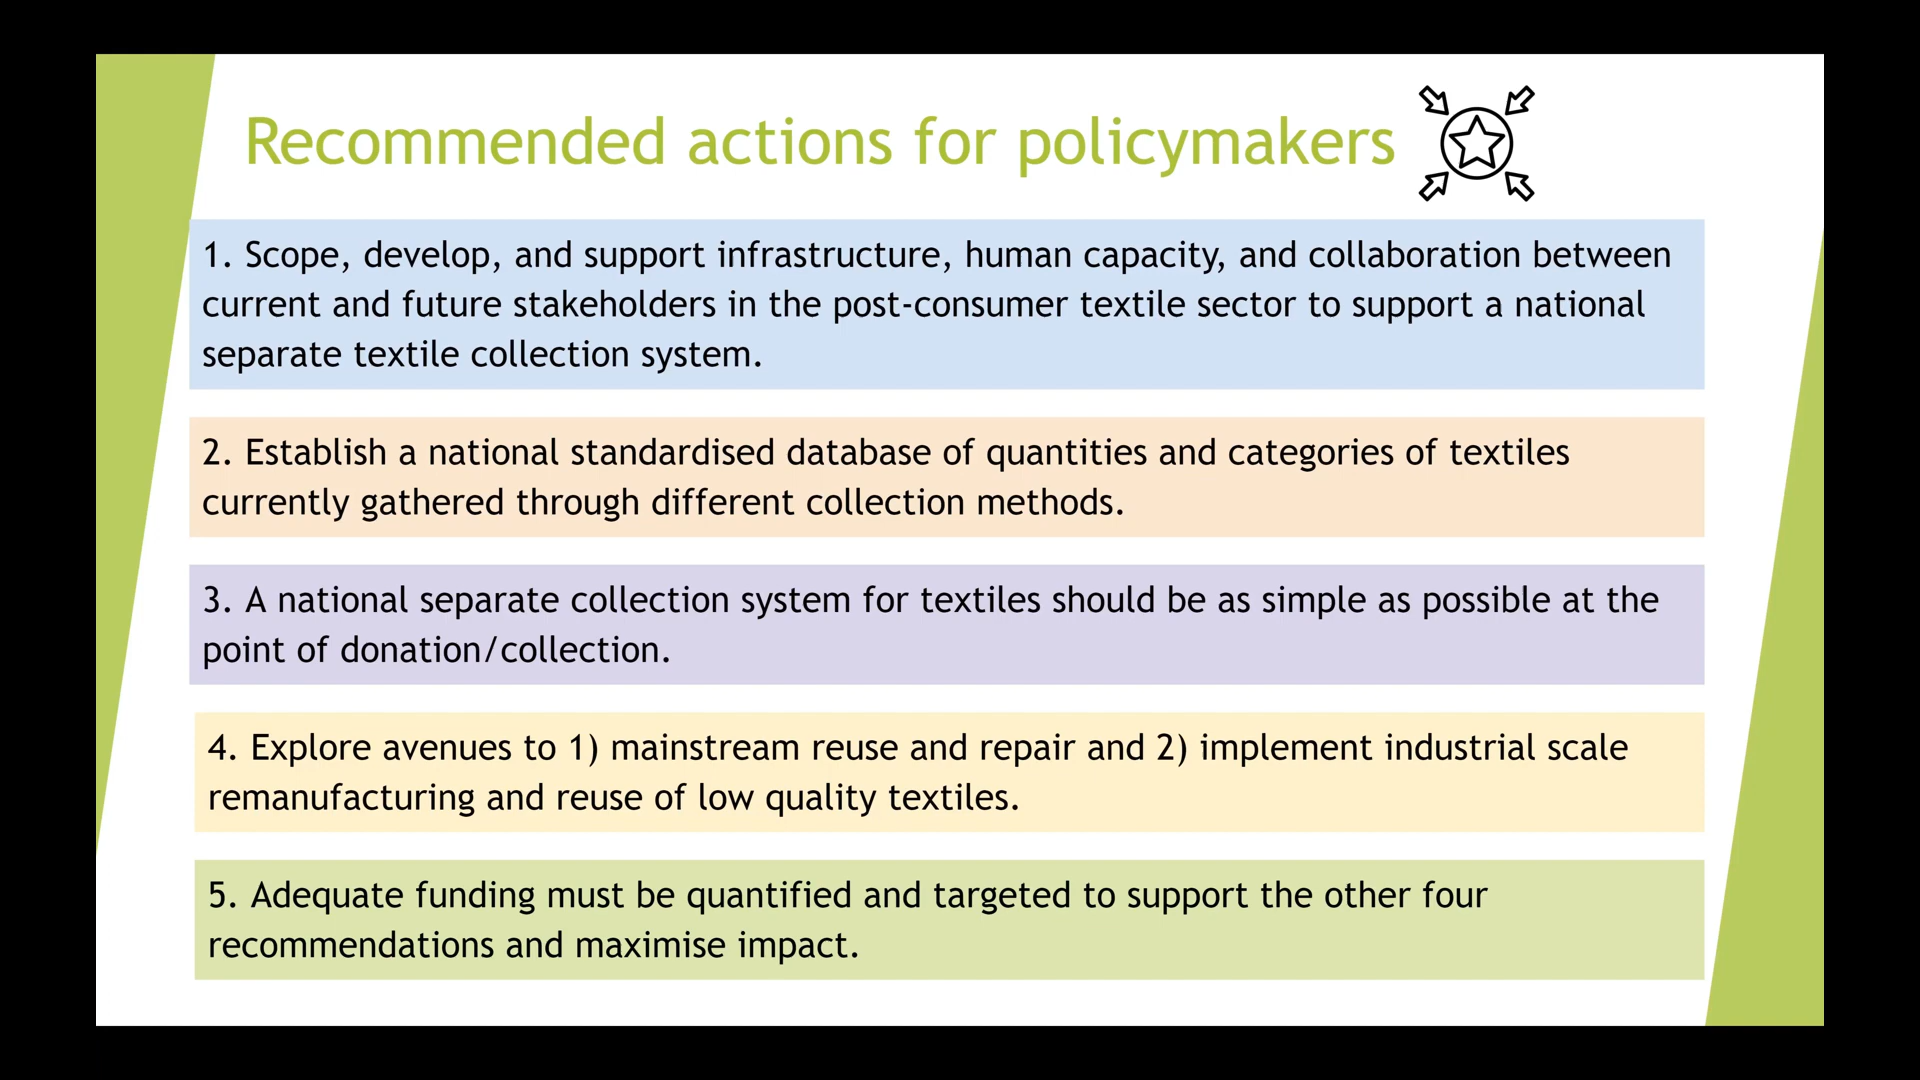 Recommended actions for policymakers
1. Scope, develop, and support infrastructure, human capacity, and collaboration between
current and future stakeholders in the post-consumer textile sector to support a national
separate textile collection system.
2. Establish a national standardised database of quantities and categories of textiles
currently gathered through different collection methods.
3. A national separate collection system for textiles should be as simple as possible at the
point of donation/collection.
4. Explore avenues to 1) mainstream reuse and repair and 2) implement industrial scale
remanufacturing and reuse of low quality textiles.
5. Adequate funding must be quantified and targeted to support the other four
recommendations and maximise impact.